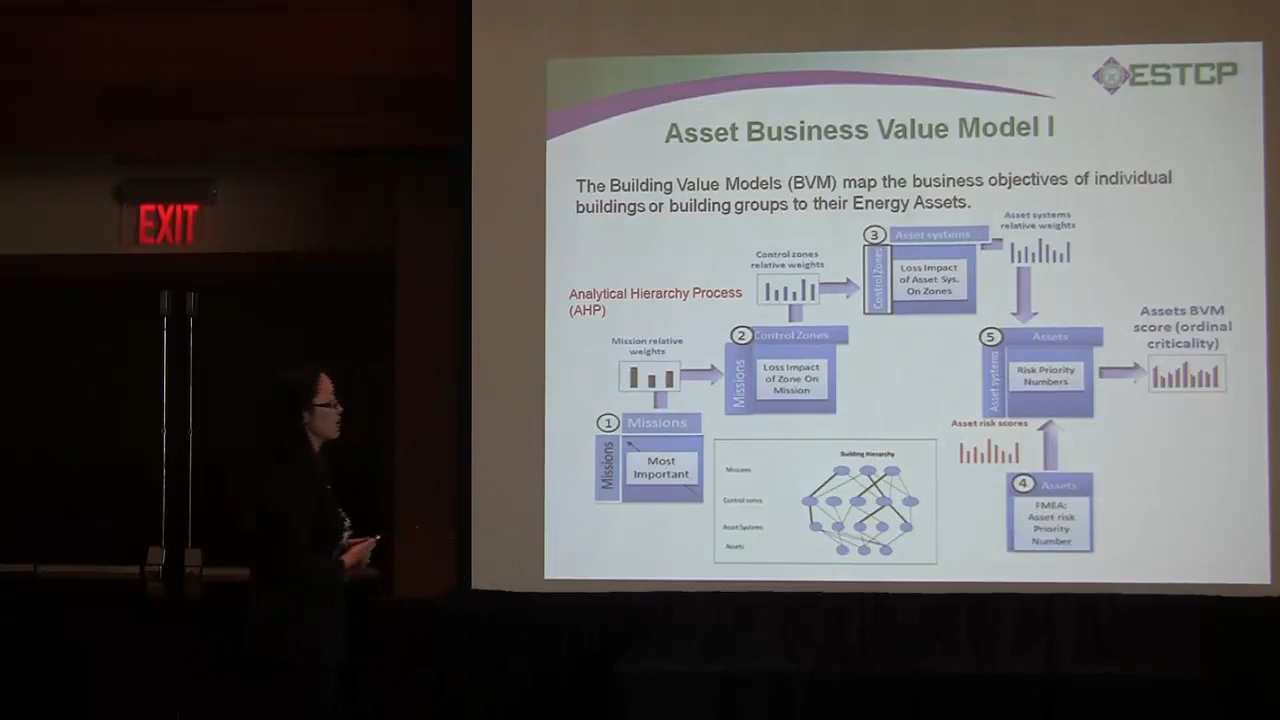 EXIT
ESTCP
Asset Business Value Model I
The Building Value Models (BVM) map the business objectives of individual
buildings or building groups to their Energy Assets.
Analytical Hierarchy Process
(AHP)
Mission relative
weights
1
Missions
Missions
Most
Important
Control zones
relative weights
2
Control Zones
Missions
Loss Impact
of Zone On
Mission
3
Asset systems
Control Zones
Loss Impact
of Asset Sys.
On Zones
Asset systems
relative weights
5
Assets
Asset systems
Risk Priority
Numbers
Assets BVM
score (ordinal
criticality)
Asset risk scores
4
Assets
FMEA:
Asset risk
Priority
Number
Building Hierarchy
Missions
Control zones
Asset Systems
Assets